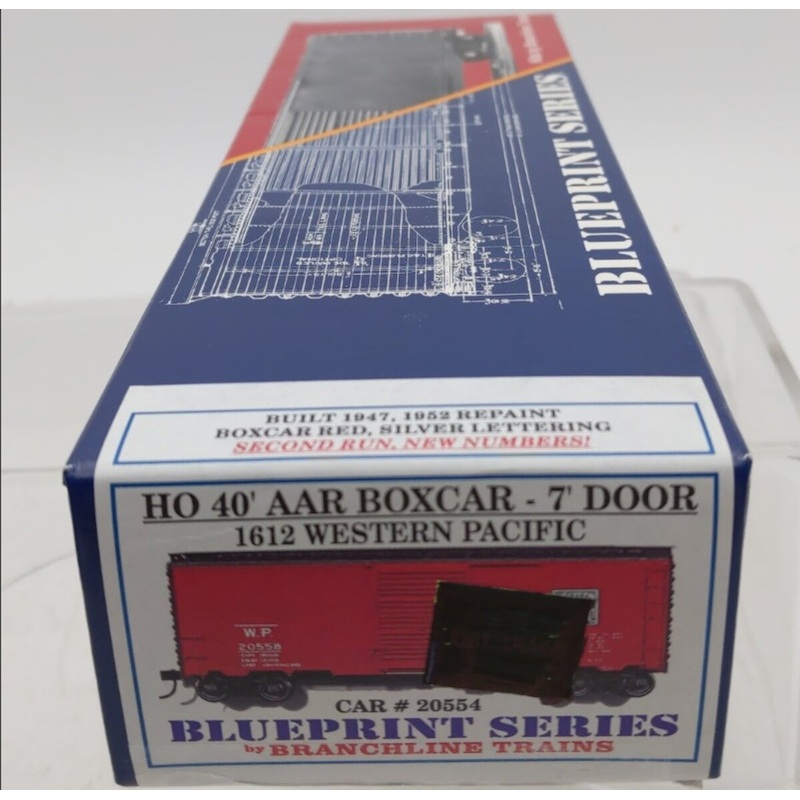 BLUEPRINT SERIES
BUILT 1947, 1952 REPAINT
BOXCAR RED, SILVER LETTERING
SECOND RUN, NEW NUMBERS!
HO 40' AAR BOXCAR - 7' DOOR
1612 WESTERN PACIFIC
W.P.
20558
CAR # 20554
BLUEPRINT SERIES
by BRANCHLINE TRAINS